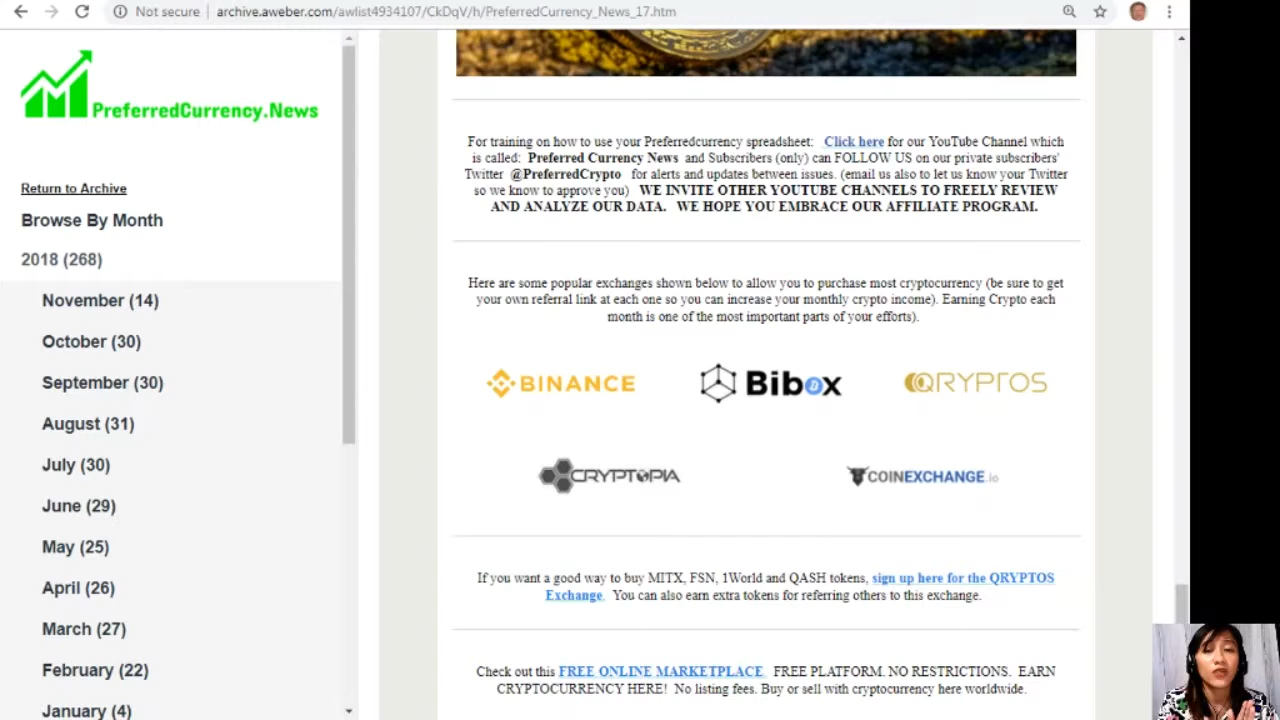 Not secure archive.aweber.com/awlist4934107/CkDqV/h/PreferredCurrency_News_17.htm
PreferredCurrency.News
Return to Archive
Browse By Month
2018 (268)
November (14)
October (30)
September (30)
August (31)
July (30)
June (29)
May (25)
April (26)
March (27)
February (22)
January (4)
For training on how to use your Preferredcurrency spreadsheet: Click here for our YouTube Channel which
is called: Preferred Currency News and Subscribers (only) can FOLLOW US on our private subscribers'
Twitter @PreferredCrypto for alerts and updates between issues. (email us also to let us know your Twitter
so we know to approve you) WE INVITE OTHER YOUTUBE CHANNELS TO FREELY REVIEW
AND ANALYZE OUR DATA. WE HOPE YOU EMBRACE OUR AFFILIATE PROGRAM.
Here are some popular exchanges shown below to allow you to purchase most cryptocurrency (be sure to get
your own referral link at each one so you can increase your monthly crypto income). Earning Crypto each
month is one of the most important parts of your efforts).
BINANCE Bibox QRYPTOS
CRYPTOPIA COINEXCHANGE.io
If you want a good way to buy MITX, FSN, 1World and QASH tokens, sign up here for the QRYPTOS
Exchange. You can also earn extra tokens for referring others to this exchange.
Check out this FREE ONLINE MARKETPLACE. FREE PLATFORM. NO RESTRICTIONS. EARN
CRYPTOCURRENCY HERE! No listing fees. Buy or sell with cryptocurrency here worldwide.